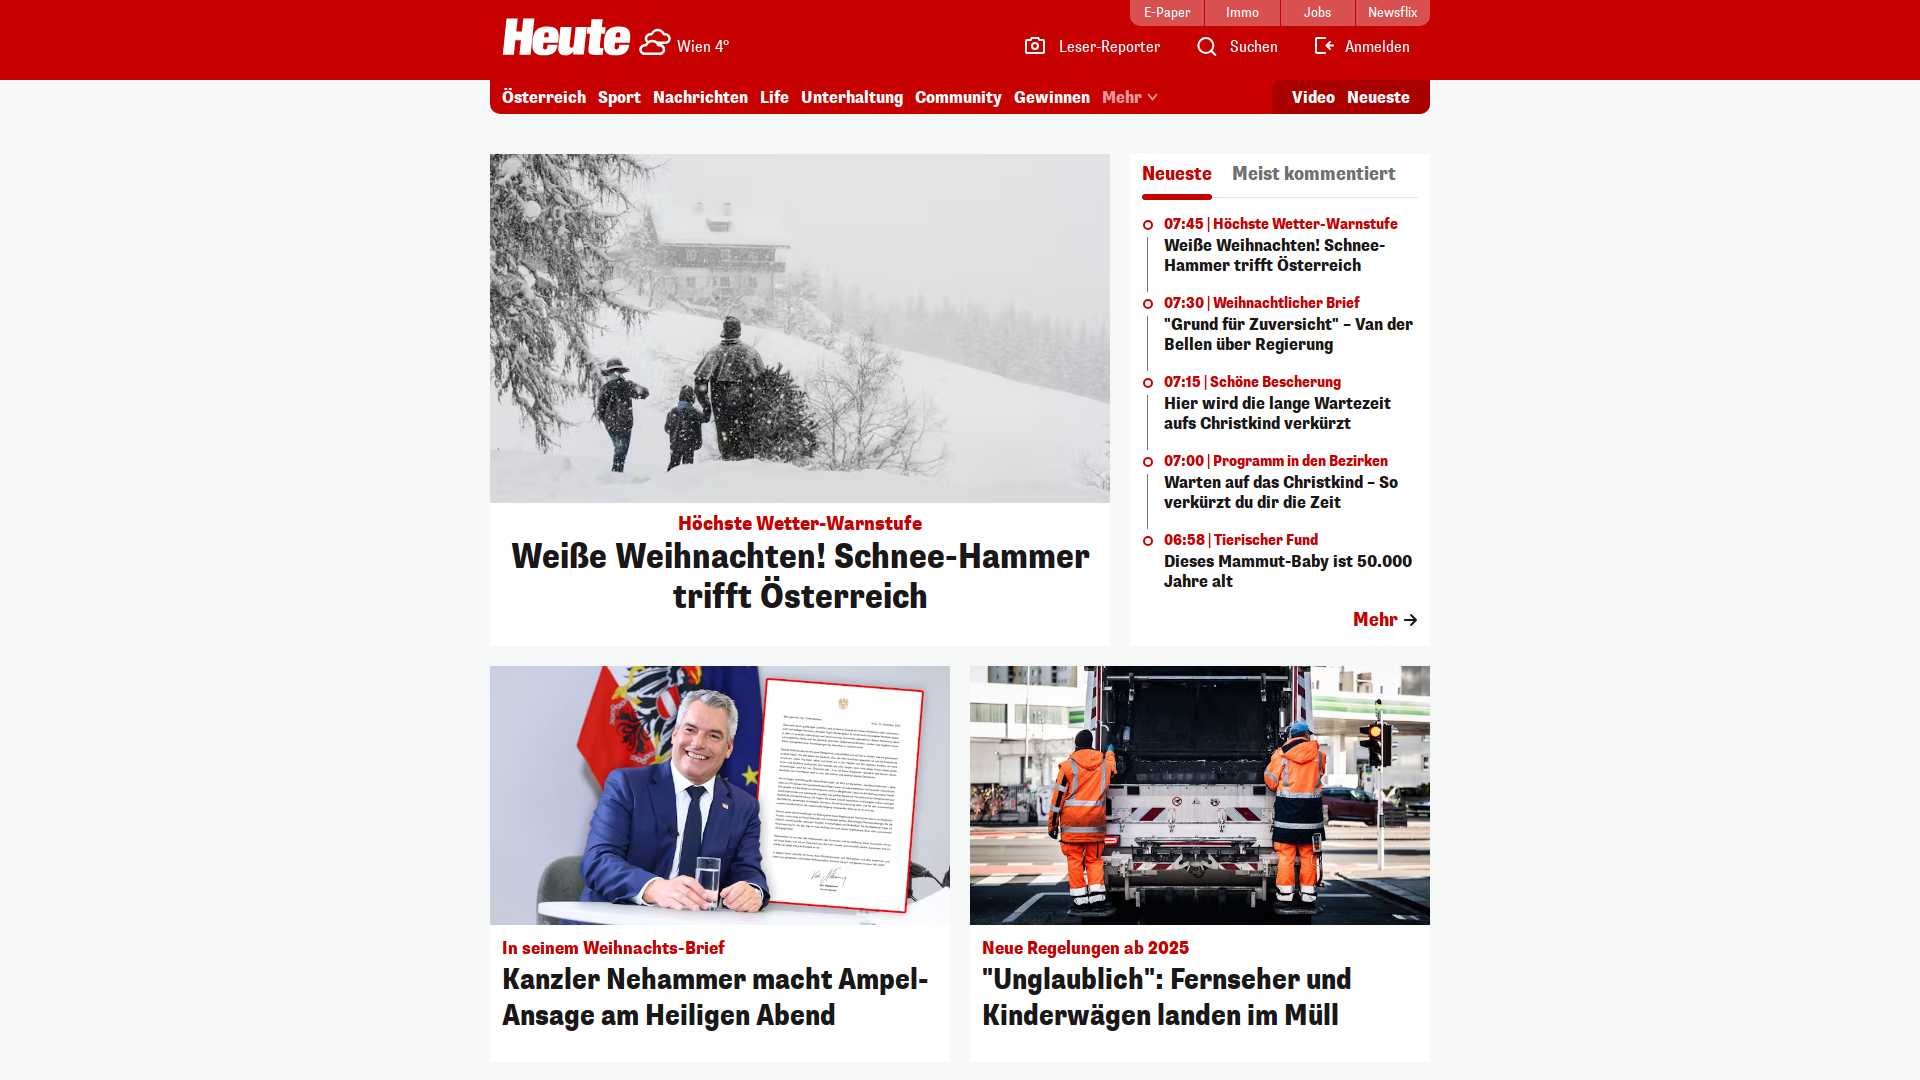 E-Paper
Immo
Jobs
Newsflix
Heute
Wien 4°
Leser-Reporter
Suchen
Anmelden
Österreich
Sport
Nachrichten
Life
Unterhaltung
Community
Gewinnen
Mehr
Video
Neueste
Höchste Wetter-Warnstufe
Weiße Weihnachten! Schnee-Hammer
trifft Österreich
Neueste
Meist kommentiert
07:45 | Höchste Wetter-Warnstufe
Weiße Weihnachten! Schnee-
Hammer trifft Österreich
07:30 | Weihnachtlicher Brief
"Grund für Zuversicht" – Van der
Bellen über Regierung
07:15 | Schöne Bescherung
Hier wird die lange Wartezeit
aufs Christkind verkürzt
07:00 | Programm in den Bezirken
Warten auf das Christkind – So
verkürzt du dir die Zeit
06:58 | Tierischer Fund
Dieses Mammut-Baby ist 50.000
Jahre alt
Mehr
In seinem Weihnachts-Brief
Kanzler Nehammer macht Ampel-
Ansage am Heiligen Abend
Neue Regelungen ab 2025
"Unglaublich": Fernseher und
Kinderwägen landen im Müll